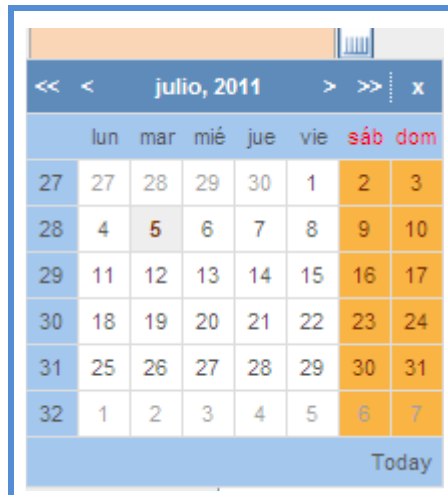 << < julio, 2011 > >> x
lun mar mié jue vie sáb dom
27 27 28 29 30 1 2 3
28 4 5 6 7 8 9 10
29 11 12 13 14 15 16 17
30 18 19 20 21 22 23 24
31 25 26 27 28 29 30 31
32 1 2 3 4 5 6 7
Today